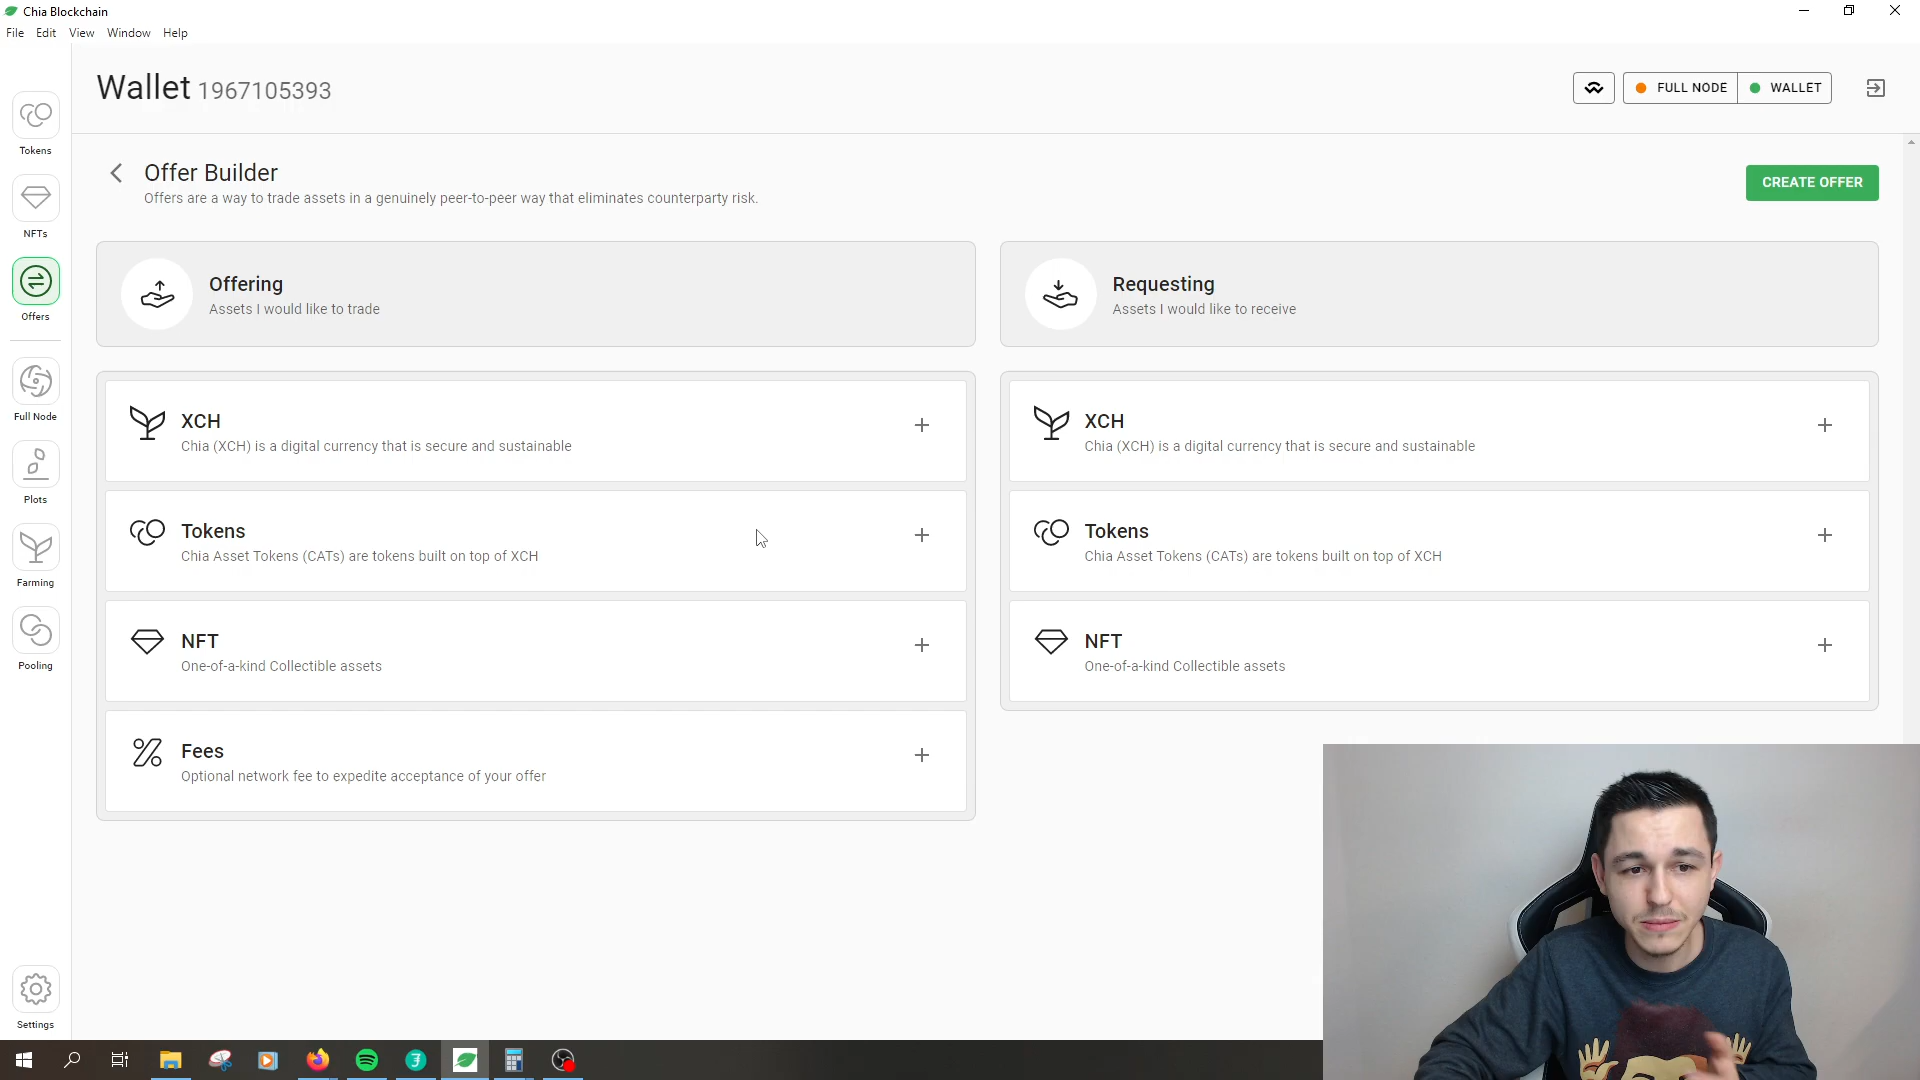 Chia Blockchain
File Edit View Window Help
Wallet 1967105393
FULL NODE WALLET
Offer Builder
Offers are a way to trade assets in a genuinely peer-to-peer way that eliminates counterparty risk.
CREATE OFFER
Tokens
NFTs
Offers
Full Node
Plots
Farming
Pooling
Settings
Offering
Assets I would like to trade
XCH
Chia (XCH) is a digital currency that is secure and sustainable
Tokens
Chia Asset Tokens (CATs) are tokens built on top of XCH
NFT
One-of-a-kind Collectible assets
Fees
Optional network fee to expedite acceptance of your offer
Requesting
Assets I would like to receive
XCH
Chia (XCH) is a digital currency that is secure and sustainable
Tokens
Chia Asset Tokens (CATs) are tokens built on top of XCH
NFT
One-of-a-kind Collectible assets